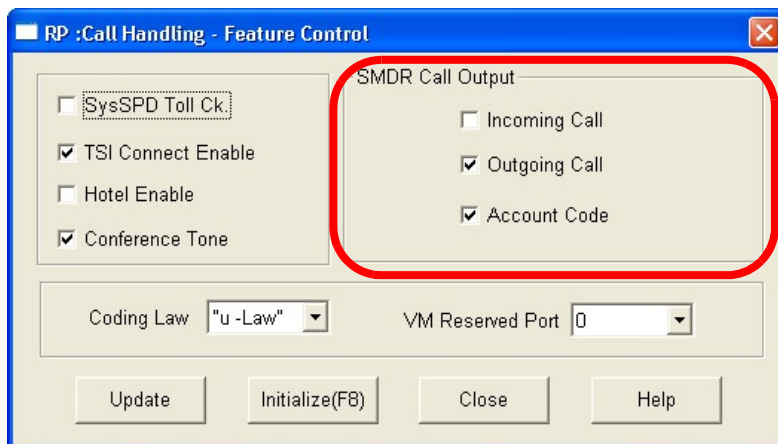 RP :Call Handling - Feature Control
SysSPD Toll Ck.
TSI Connect Enable
Hotel Enable
Conference Tone
SMDR Call Output
Incoming Call
Outgoing Call
Account Code
Coding Law "u -Law" VM Reserved Port 0
Update Initialize(F8) Close Help